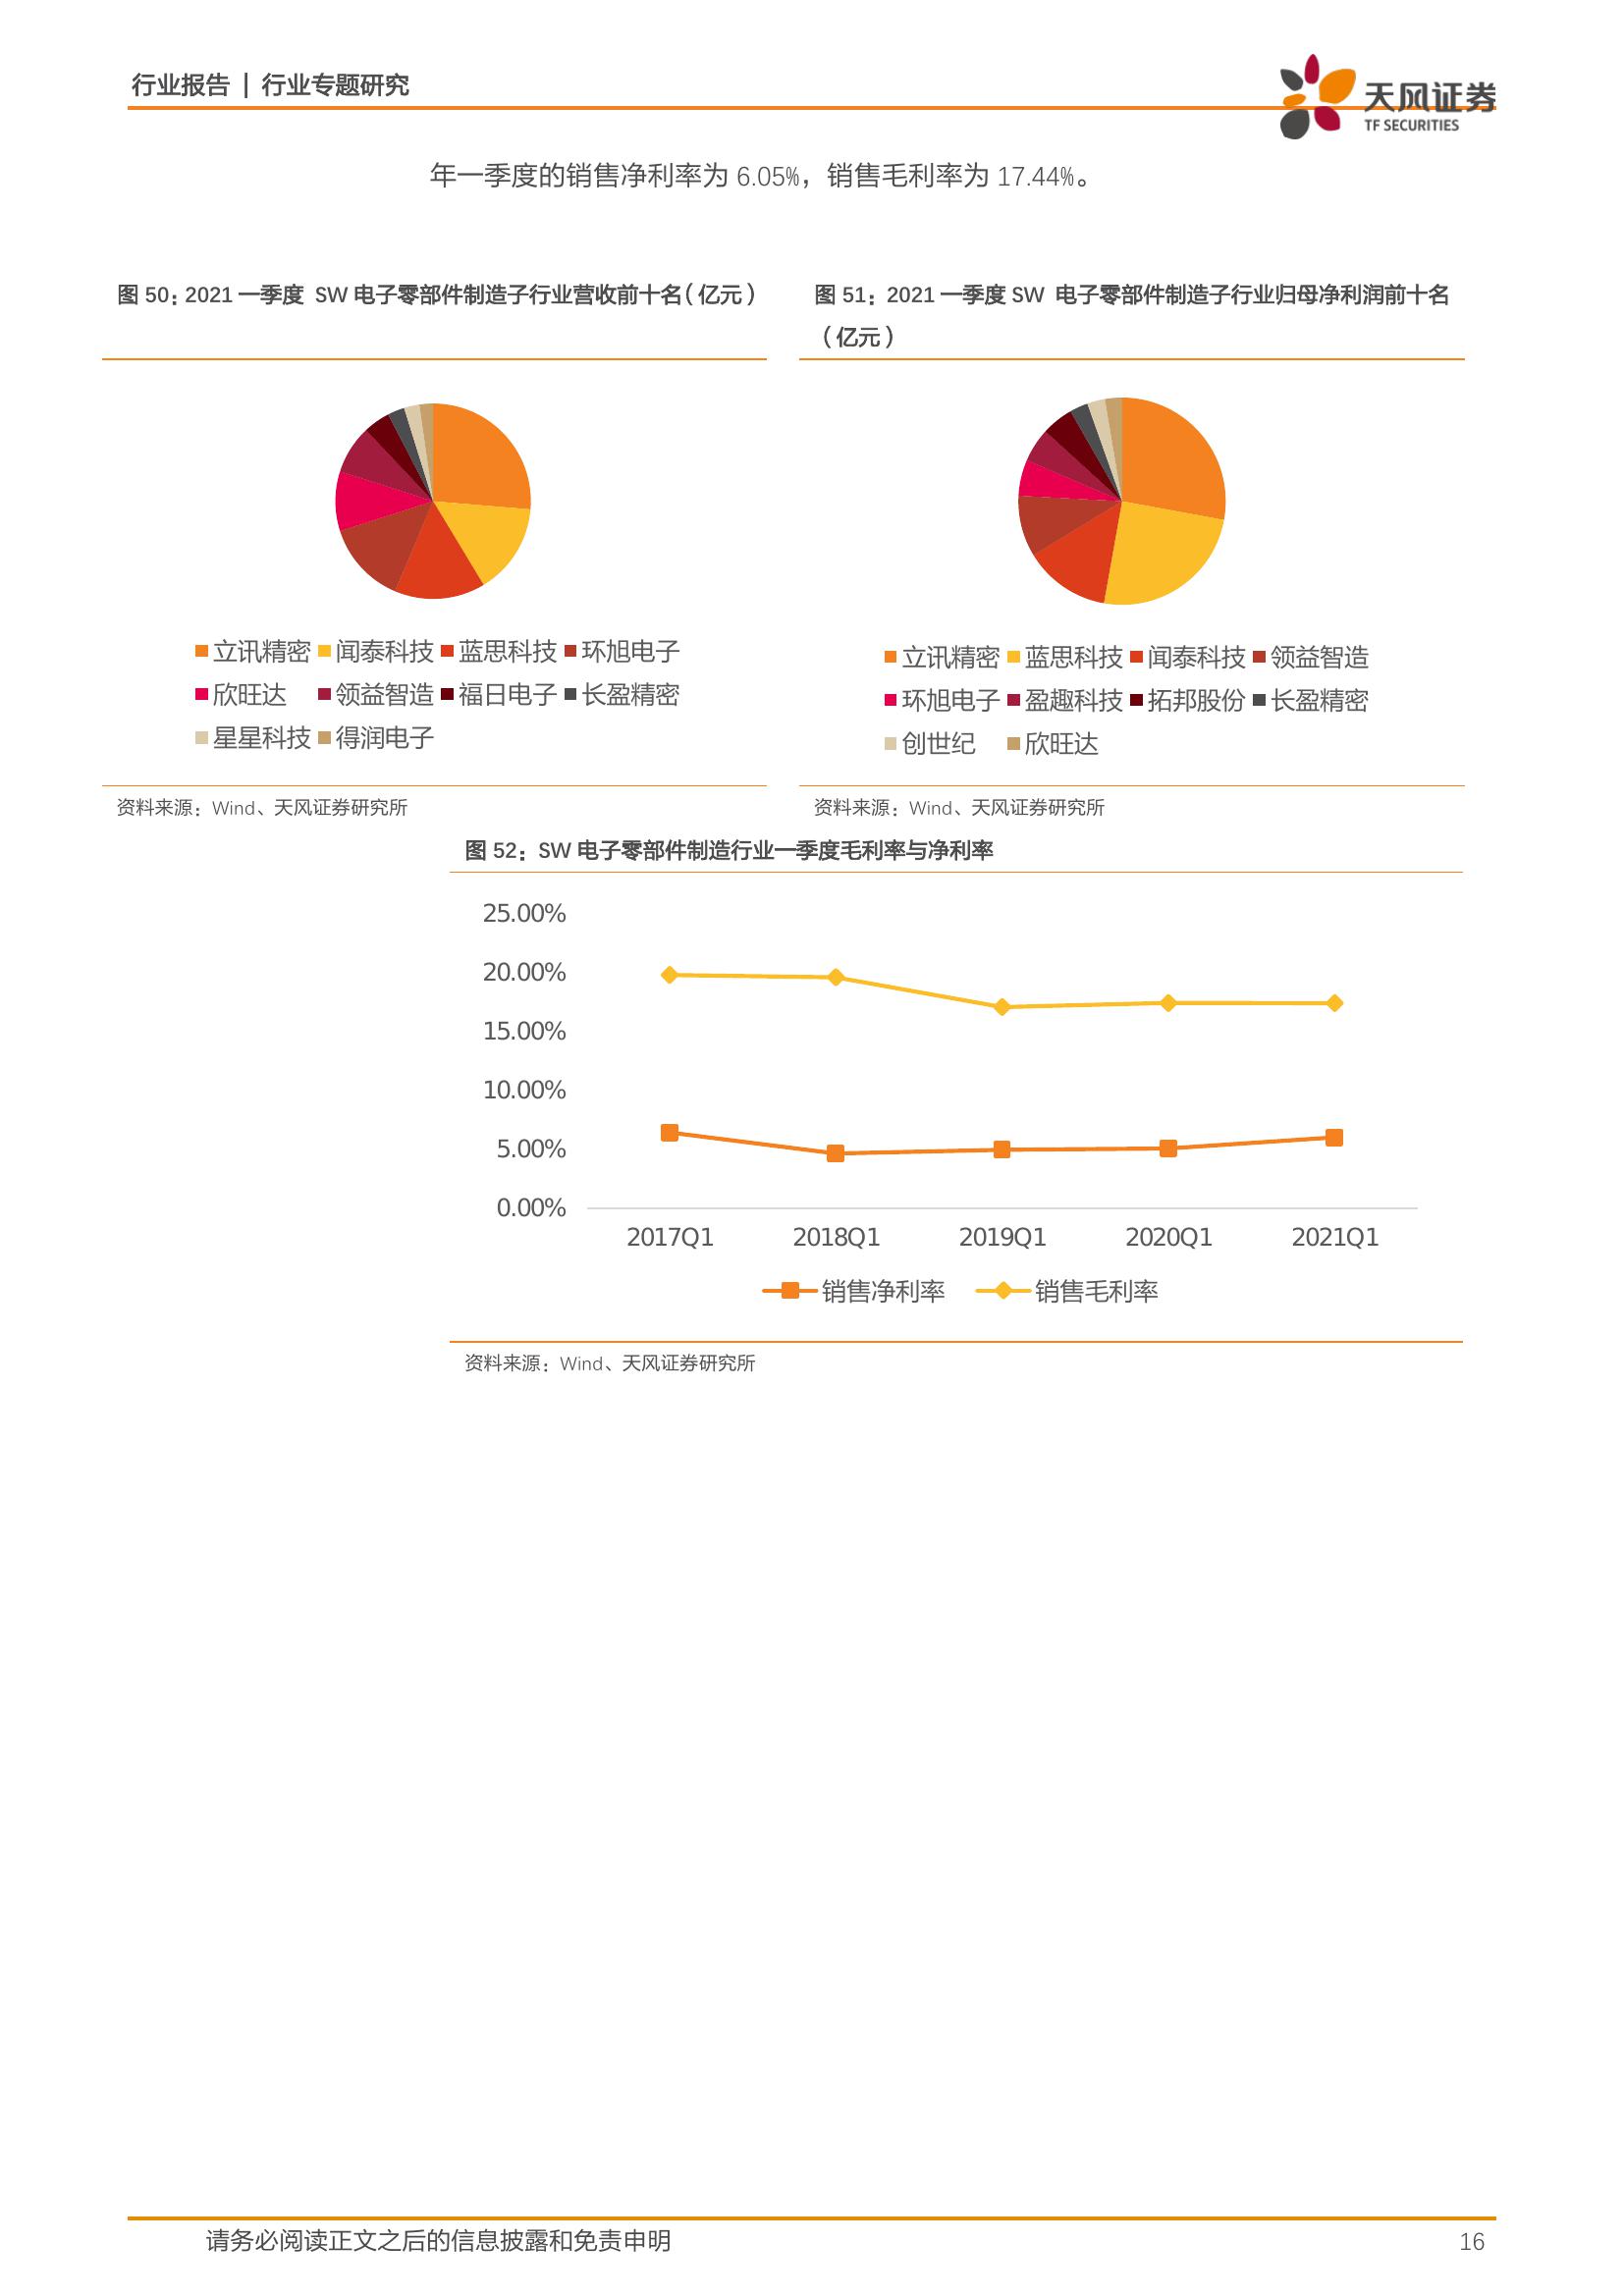 行业报告 | 行业专题研究
天风证券
TF SECURITIES
年一季度的销售净利率为 6.05%，销售毛利率为 17.44%。
图 50：2021 一季度 SW 电子零部件制造子行业营收前十名（亿元）
图 51：2021 一季度 SW 电子零部件制造子行业归母净利润前十名
（亿元）
立讯精密 闻泰科技 蓝思科技 环旭电子
欣旺达 领益智造 福日电子 长盈精密
星星科技 得润电子
立讯精密 蓝思科技 闻泰科技 领益智造
环旭电子 盈趣科技 拓邦股份 长盈精密
创世纪 欣旺达
资料来源：Wind、天风证券研究所
资料来源：Wind、天风证券研究所
图 52：SW 电子零部件制造行业一季度毛利率与净利率
25.00%
20.00%
15.00%
10.00%
5.00%
0.00%
2017Q1 2018Q1 2019Q1 2020Q1 2021Q1
销售净利率 销售毛利率
资料来源：Wind、天风证券研究所
请务必阅读正文之后的信息披露和免责申明 16